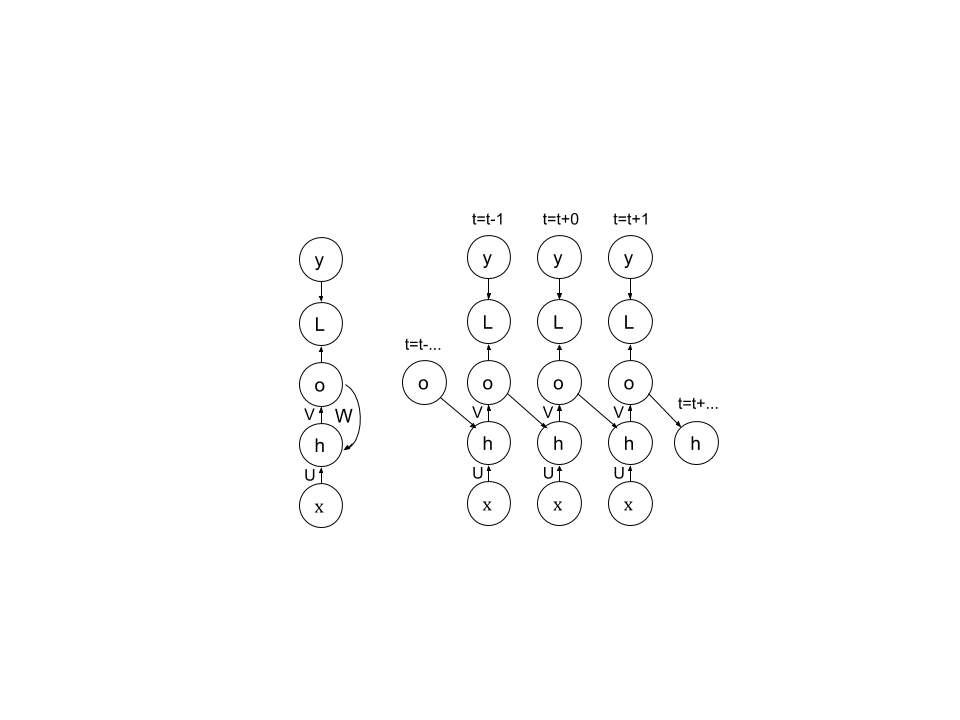 t=t-1 t=t+0 t=t+1
y y y y
L L L L
t=t-...
o o o o o
t=t+...
V W V V V
h h h h h
U U U U
x x x x